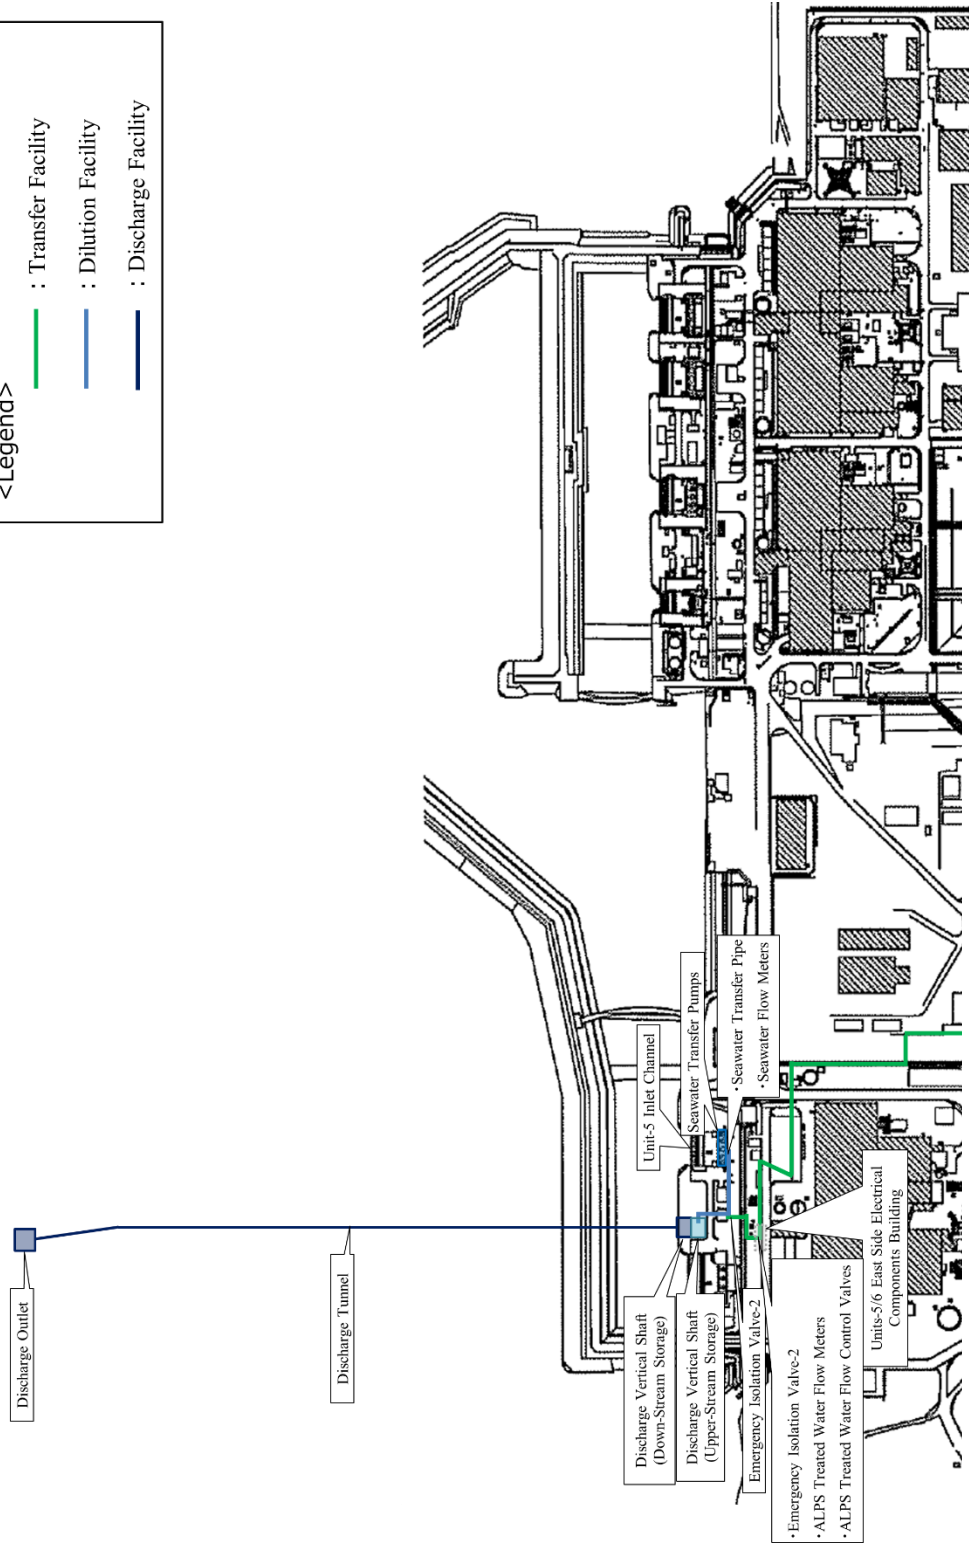 <Legend>
: Transfer Facility
: Dilution Facility
: Discharge Facility
Discharge Outlet
Discharge Tunnel
Unit-5 Inlet Channel
Seawater Transfer Pumps
・Seawater Transfer Pipe
・Seawater Flow Meters
Discharge Vertical Shaft
(Down-Stream Storage)
Discharge Vertical Shaft
(Upper-Stream Storage)
Emergency Isolation Valve-2
・Emergency Isolation Valve-2
・ALPS Treated Water Flow Meters
・ALPS Treated Water Flow Control Valves
Units-5/6 East Side Electrical
Components Building